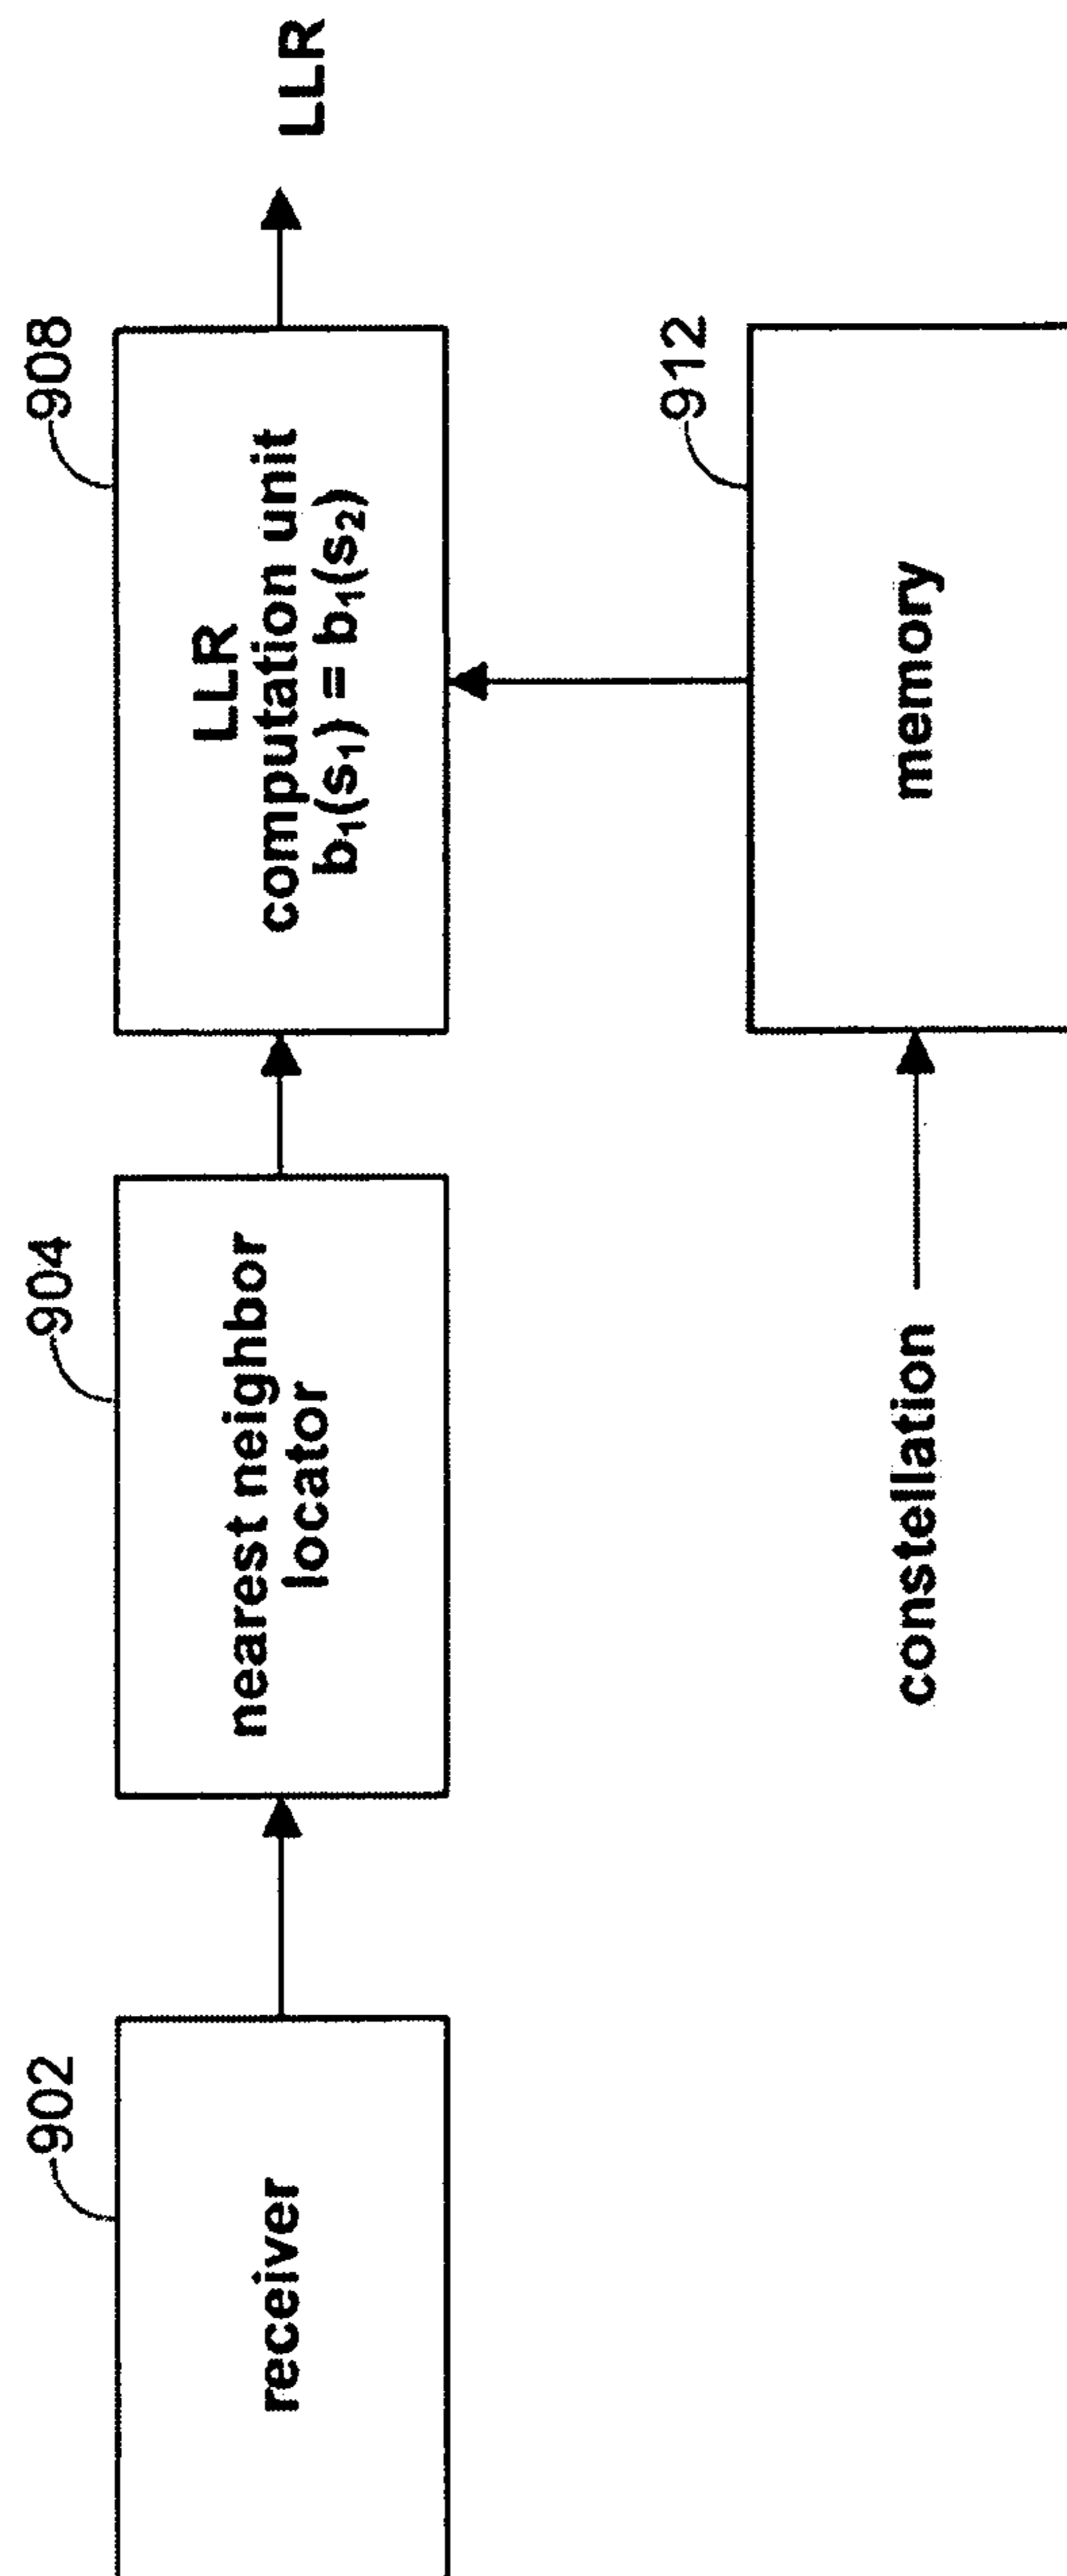 902
receiver
904
nearest neighbor
locator
908
LLR
computation unit
b₁(s₁) = b₁(s₂)
LLR
constellation
912
memory